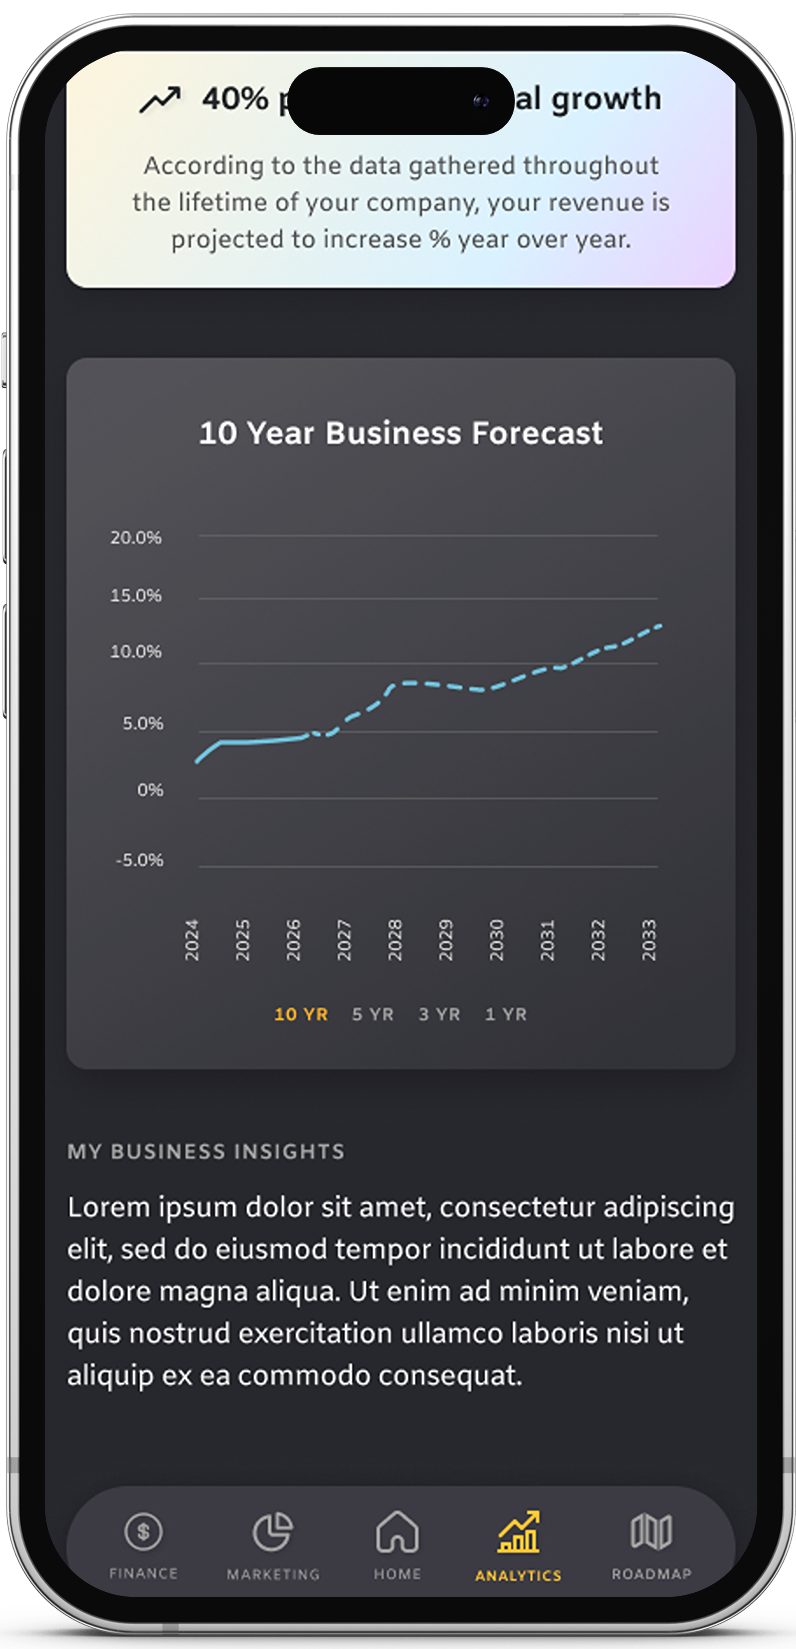 40% p al growth
According to the data gathered throughout
the lifetime of your company, your revenue is
projected to increase % year over year.
10 Year Business Forecast
20.0%
15.0%
10.0%
5.0%
0%
-5.0%
2024 2025 2026 2027 2028 2029 2030 2031 2032 2033
10 YR 5 YR 3 YR 1 YR
MY BUSINESS INSIGHTS
Lorem ipsum dolor sit amet, consectetur adipiscing
elit, sed do eiusmod tempor incididunt ut labore et
dolore magna aliqua. Ut enim ad minim veniam,
quis nostrud exercitation ullamco laboris nisi ut
aliquip ex ea commodo consequat.
$
FINANCE MARKETING HOME ANALYTICS ROADMAP